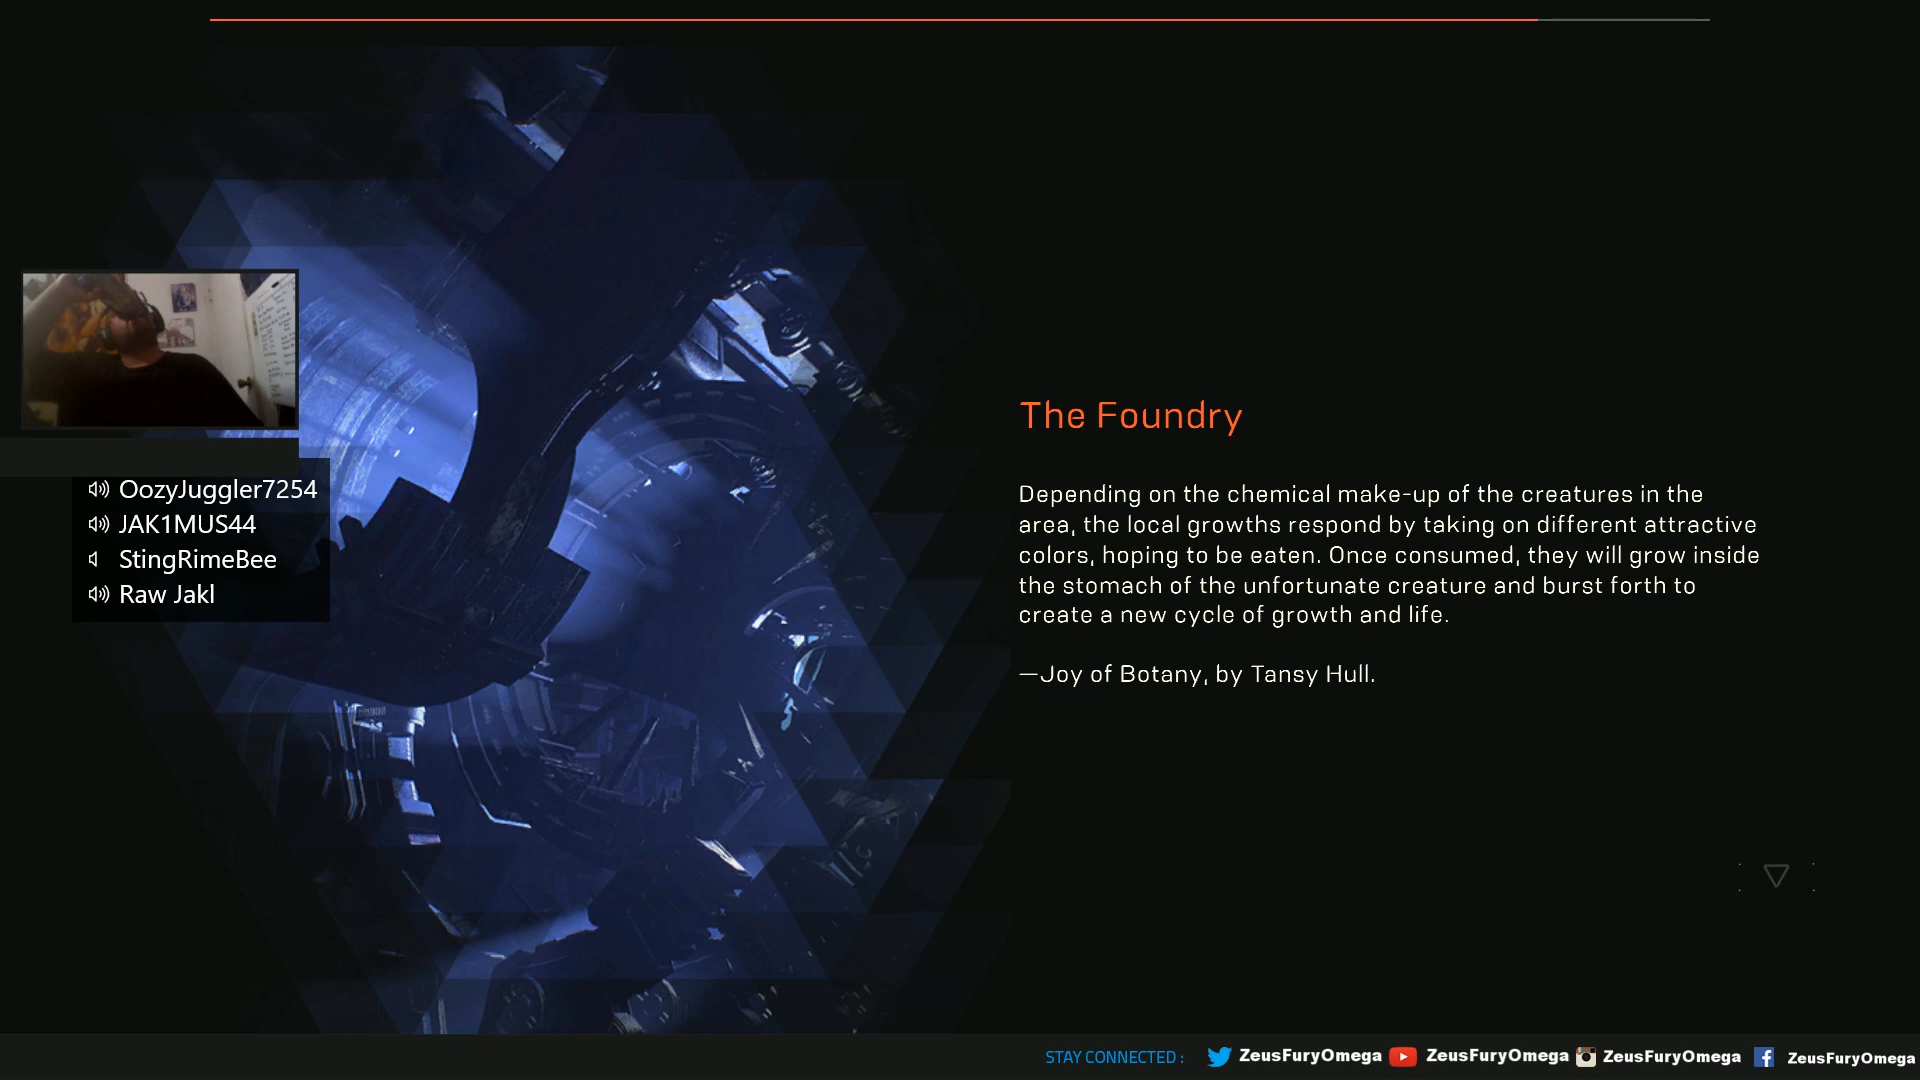 The Foundry
Depending on the chemical make-up of the creatures in the
area, the local growths respond by taking on different attractive
colors, hoping to be eaten. Once consumed, they will grow inside
the stomach of the unfortunate creature and burst forth to
create a new cycle of growth and life.
—Joy of Botany, by Tansy Hull.
OozyJuggler7254
JAK1MUS44
StingRimeBee
Raw Jakl
STAY CONNECTED : ZeusFuryOmega ZeusFuryOmega ZeusFuryOmega ZeusFuryOmega